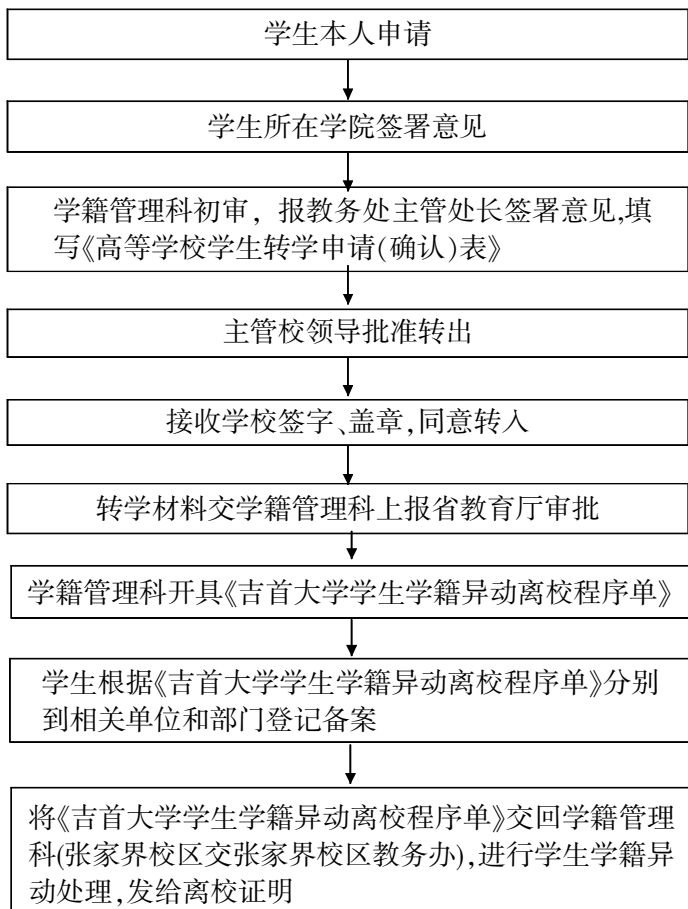 学生本人申请
学生所在学院签署意见
学籍管理科初审，报教务处主管处长签署意见,填
写《高等学校学生转学申请(确认)表》
主管校领导批准转出
接收学校签字、盖章,同意转入
转学材料交学籍管理科上报省教育厅审批
学籍管理科开具《吉首大学学生学籍异动离校程序单》
学生根据《吉首大学学生学籍异动离校程序单》分别
到相关单位和部门登记备案
将《吉首大学学生学籍异动离校程序单》交回学籍管理
科(张家界校区交张家界校区教务办),进行学生学籍异
动处理,发给离校证明